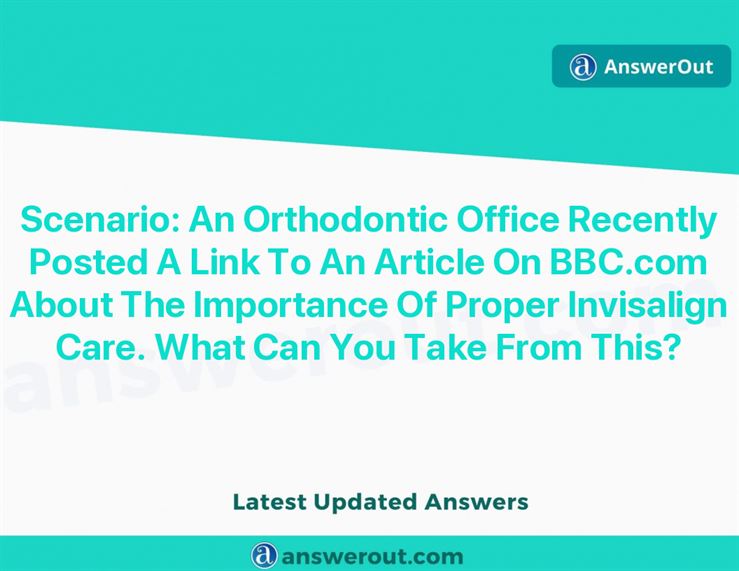 AnswerOut
Scenario: An Orthodontic Office Recently
Posted A Link To An Article On BBC.com
About The Importance Of Proper Invisalign
Care. What Can You Take From This?
answerout.com
Latest Updated Answers
answerout.com